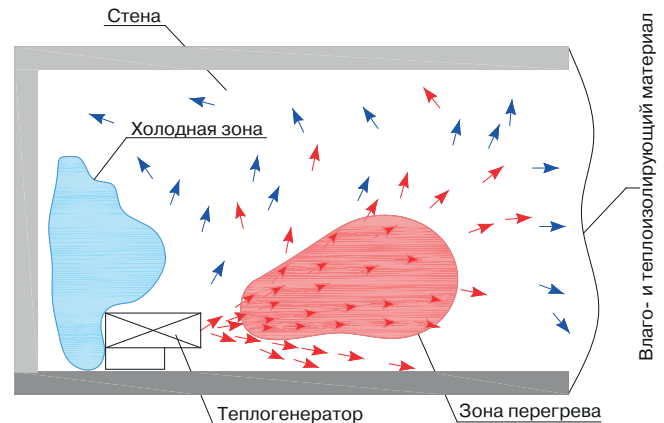 Стена
Холодная зона
Влаго- и теплоизолирующий материал
Теплогенератор
Зона перегрева